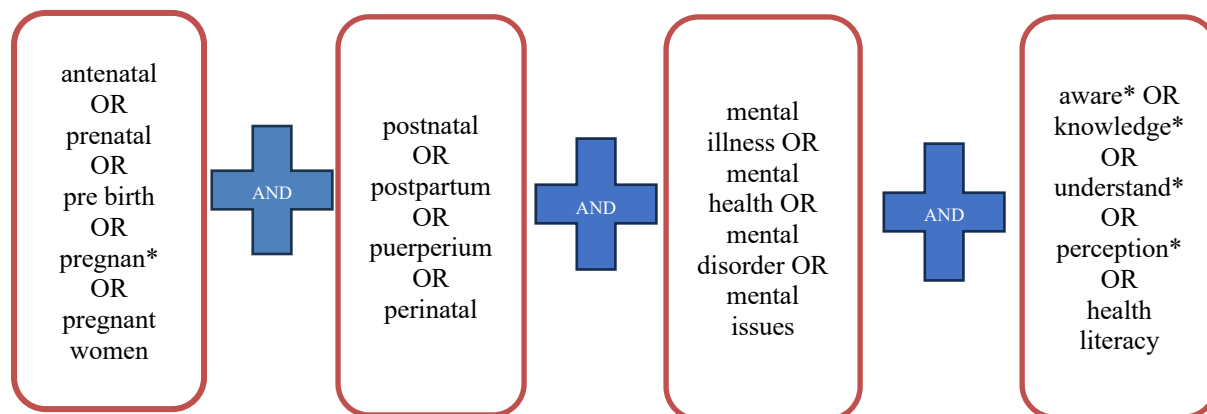 antenatal
OR
prenatal
OR
pre birth
OR
pregnan*
OR
pregnant
women
AND
postnatal
OR
postpartum
OR
puerperium
OR
perinatal
AND
mental
illness OR
mental
health OR
mental
disorder OR
mental
issues
AND
aware* OR
knowledge*
OR
understand*
OR
perception*
OR
health
literacy